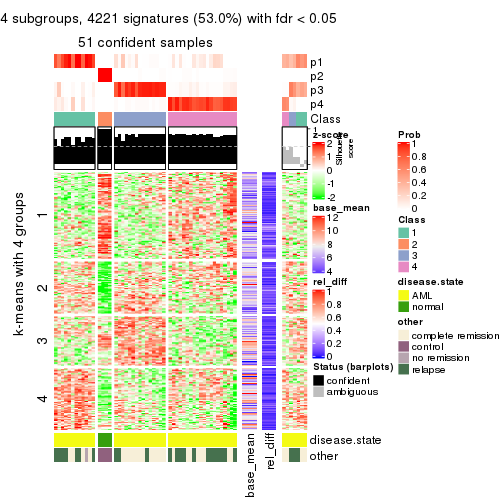 4 subgroups, 4221 signatures (53.0%) with fdr < 0.05
51 confident samples
p1
p2
p3
p4
Class
1
Silhouette
score
k-means with 4 groups
1
2
3
4
base_mean
rel_diff
disease.state
other
z-score
2
1
0
-1
-2
base_mean
12
10
8
6
4
rel_diff
1
0.8
0.6
0.4
0.2
0
Status (barplots)
confident
ambiguous
Prob
1
0.8
0.6
0.4
0.2
0
Class
1
2
3
4
disease.state
AML
normal
other
complete remission
control
no remission
relapse